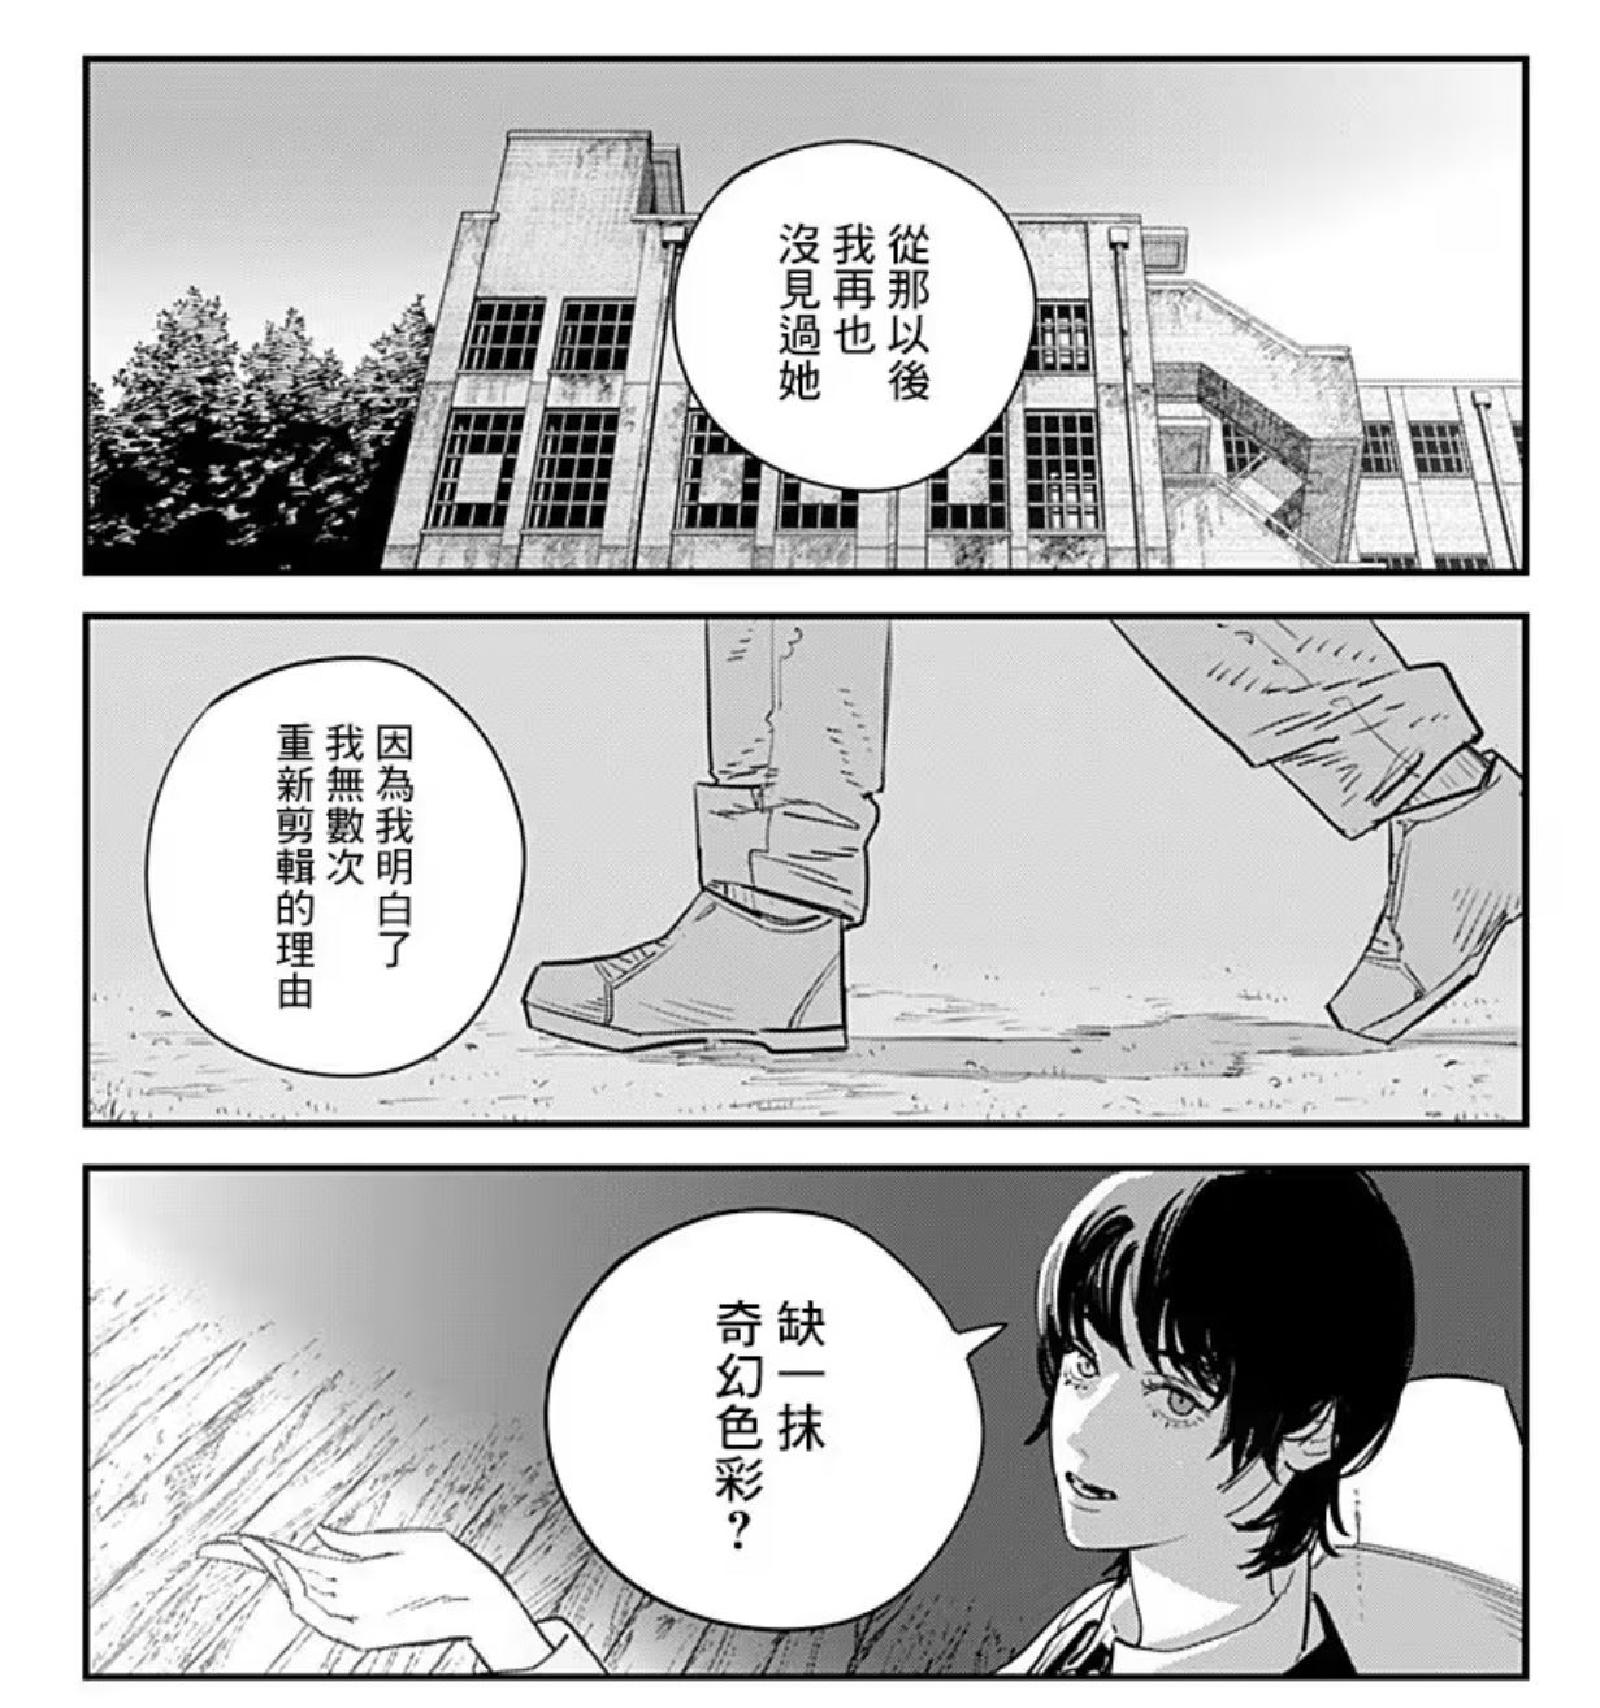 從那以後
我再也
沒見過她
因為我明白了
我無數次
重新剪輯的理由
缺一抹
奇幻色彩？